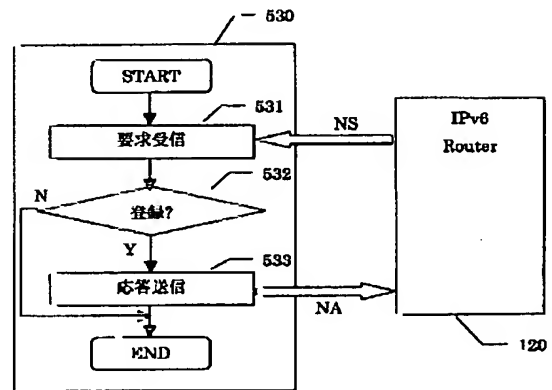 530
START
531
要求受信
NS
IPv6
Router
532
N
登録?
Y
533
応答送信
NA
END
120